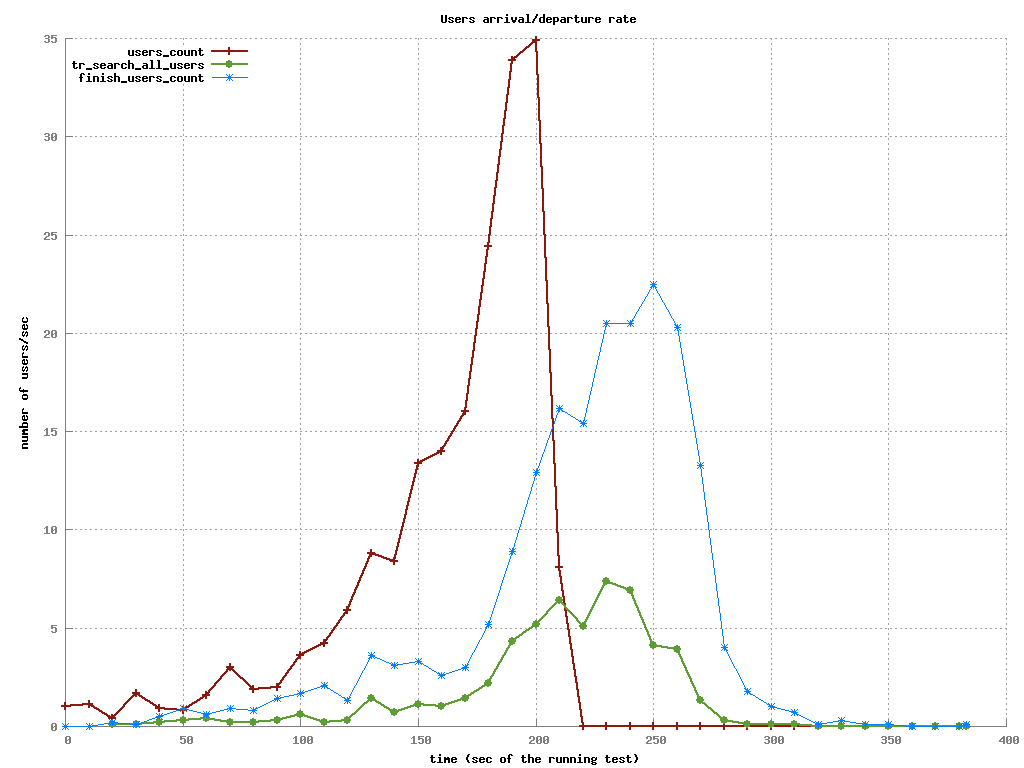 Users arrival/departure rate
users_count
tr_search_all_users
finish_users_count
35
30
25
20
15
10
5
0
number of users/sec
0 50 100 150 200 250 300 350 400
time (sec of the running test)